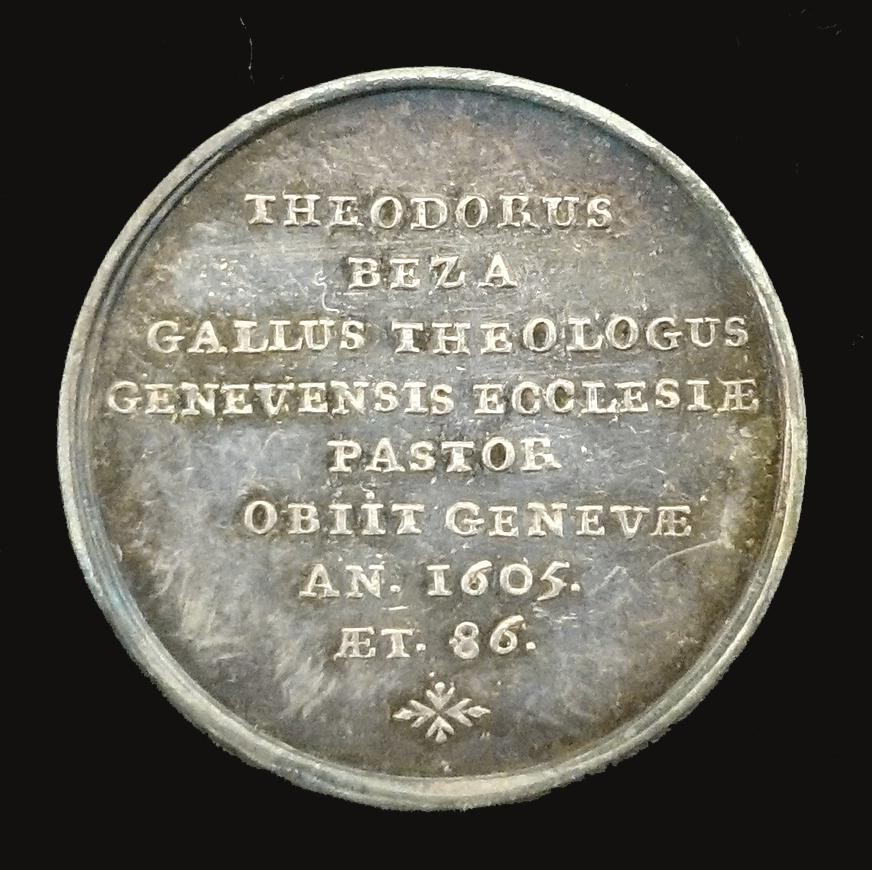 THEODORUS
BEZA
GALLUS THEOLOGUS
GENEVENSIS ECCLESIÆ
PASTOR
OBIIT GENEVÆ
AN. 1605.
ÆT. 86.